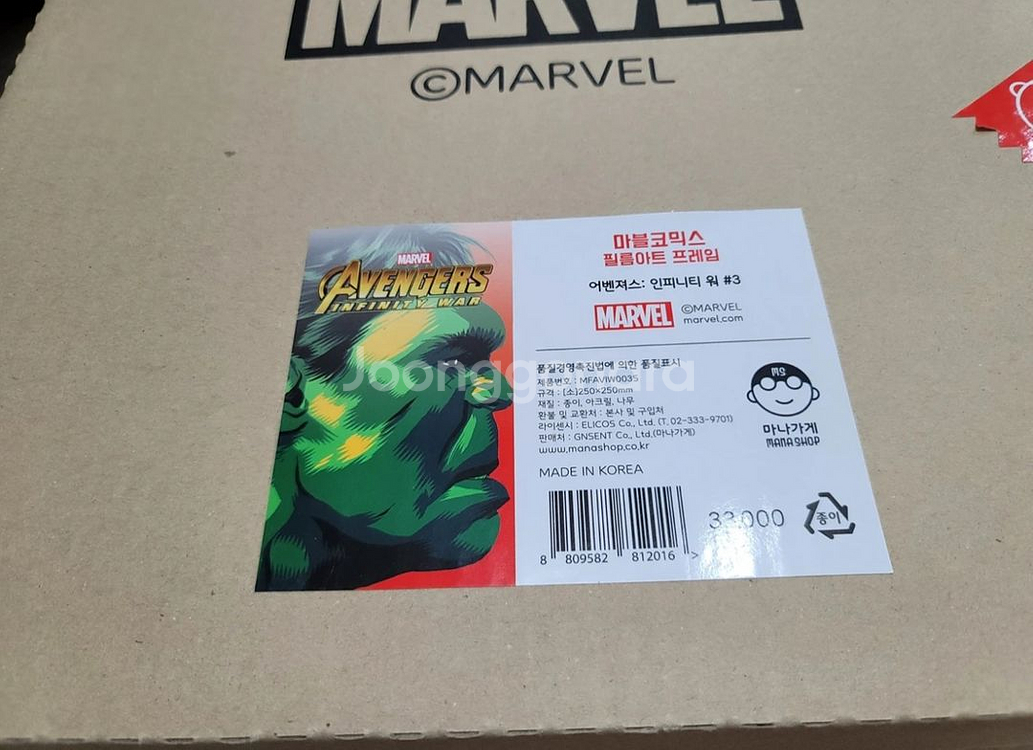 MARVEL
©MARVEL
MARVEL
AVENGERS
INFINITY WAR
마블코믹스
필름아트 프레임
어벤져스: 인피니티 워 #3
MARVEL
©MARVEL
marvel.com
품질경영촉진법에 의한 품질표시
제품번호 : MFAVIW0035
규격 : (소)250×250mm
재질 : 종이, 아크릴, 나무
환불 및 교환처 : 본사 및 구입처
라이센시 : ELICOS Co., Ltd. (T. 02-333-9701)
판매처 : GNSENT Co., Ltd.(마나가게)
www.manashop.co.kr
마나가게
MANA SHOP
MADE IN KOREA
33,000
종이
8 809582 812016 >
Joonggonara